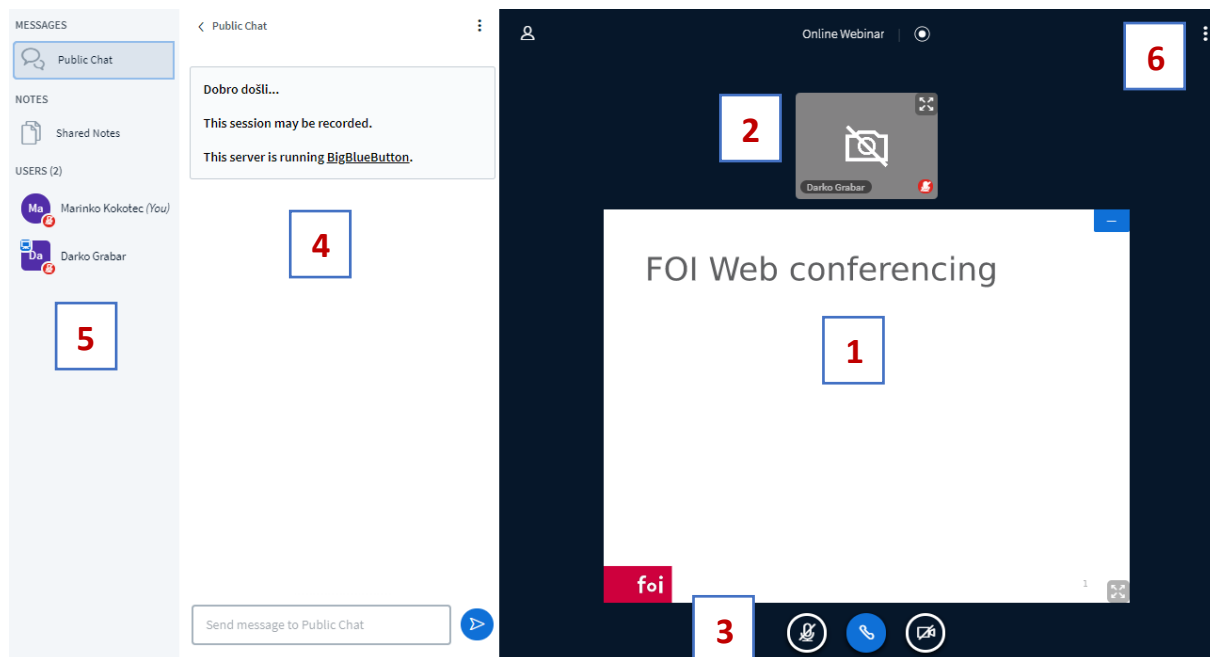 MESSAGES
Public Chat
NOTES
Shared Notes
USERS (2)
Ma
Marinko Kokotec (You)
Da
Darko Grabar
5
Public Chat
Dobro došli...
This session may be recorded.
This server is running BigBlueButton.
4
Send message to Public Chat
Online Webinar
6
2
Darko Grabar
FOI Web conferencing
1
foi
1
3